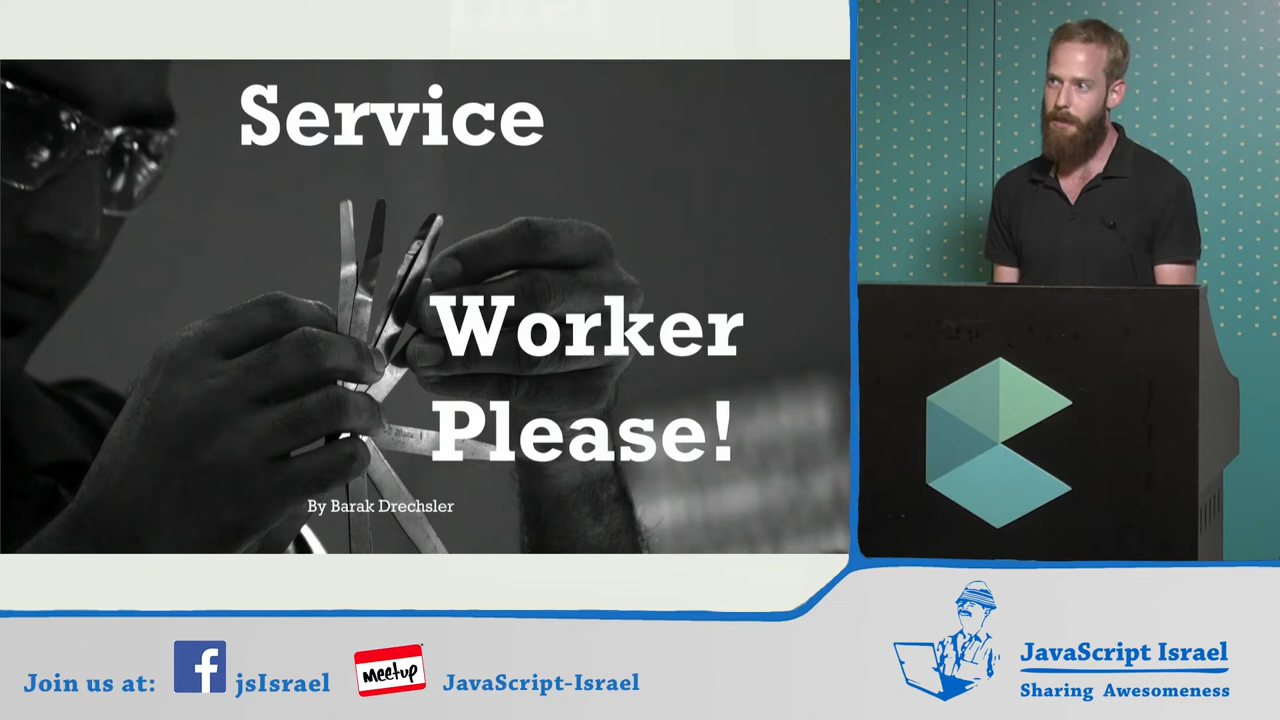 Service
Worker
Please!
By Barak Drechsler
Join us at:
f
jsIsrael
Meetup
JavaScript-Israel
JavaScript Israel
Sharing Awesomeness